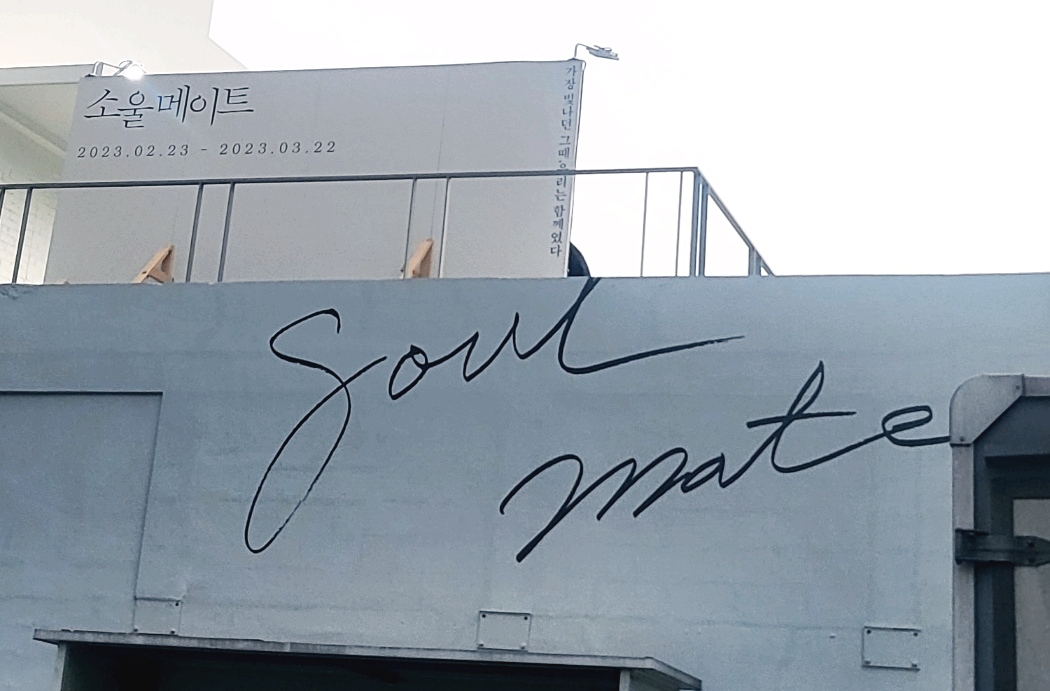 소울메이트
2023.02.23 - 2023.03.22
가장 빛나던 그때 우리는 함께였다
Soul
mate